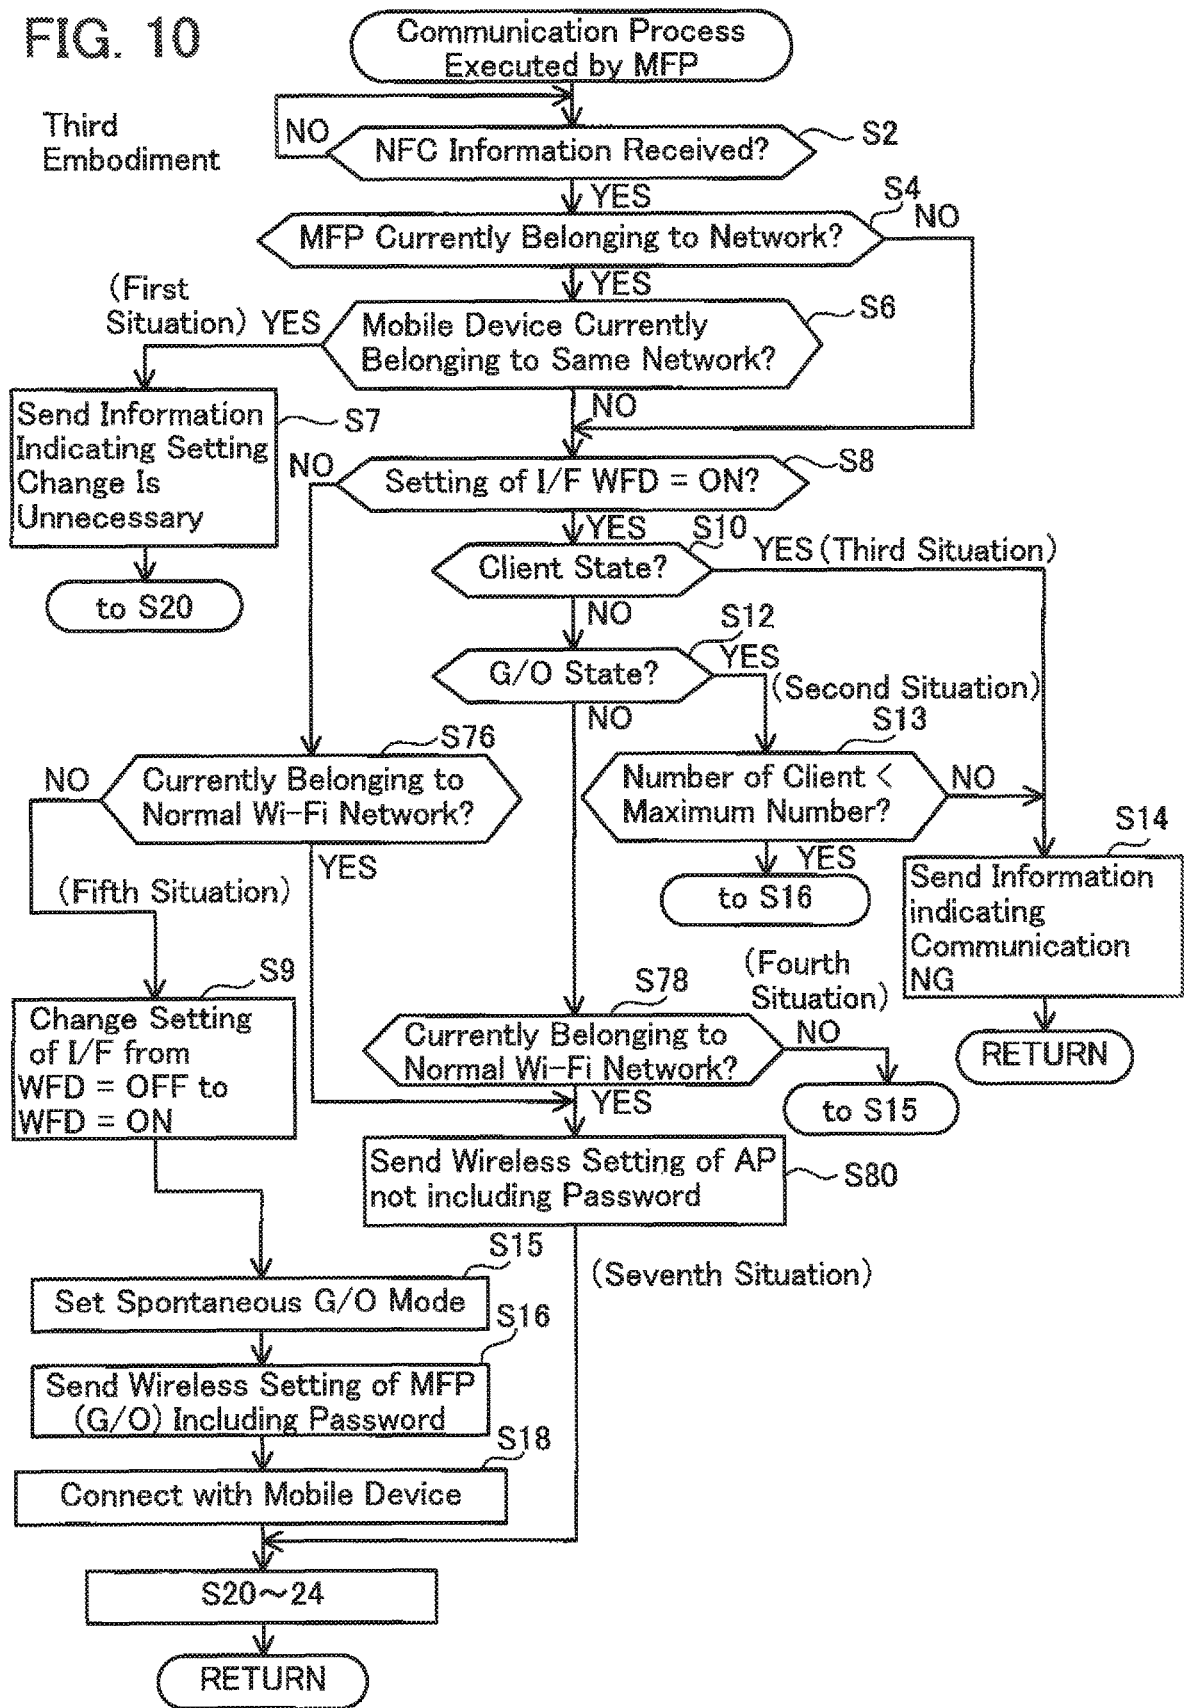 FIG. 10
Third
Embodiment
Communication Process
Executed by MFP
NO
NFC Information Received?
S2
YES
S4
MFP Currently Belonging to Network?
NO
YES
(First
Situation) YES
Mobile Device Currently
Belonging to Same Network?
S6
NO
Send Information
Indicating Setting
Change Is
Unnecessary
S7
to S20
NO
Setting of I/F WFD = ON?
S8
YES
S10
Client State?
YES (Third Situation)
NO
S12
G/O State?
YES
(Second Situation)
NO
S13
Number of Client <
Maximum Number?
NO
YES
to S16
S14
Send Information
indicating
Communication
NG
RETURN
S76
NO
Currently Belonging to
Normal Wi-Fi Network?
YES
(Fifth Situation)
S9
Change Setting
of I/F from
WFD = OFF to
WFD = ON
S78
(Fourth
Situation)
Currently Belonging to
Normal Wi-Fi Network?
NO
to S15
YES
Send Wireless Setting of AP
not including Password
S80
(Seventh Situation)
S15
Set Spontaneous G/O Mode
S16
Send Wireless Setting of MFP
(G/O) Including Password
S18
Connect with Mobile Device
S20~24
RETURN